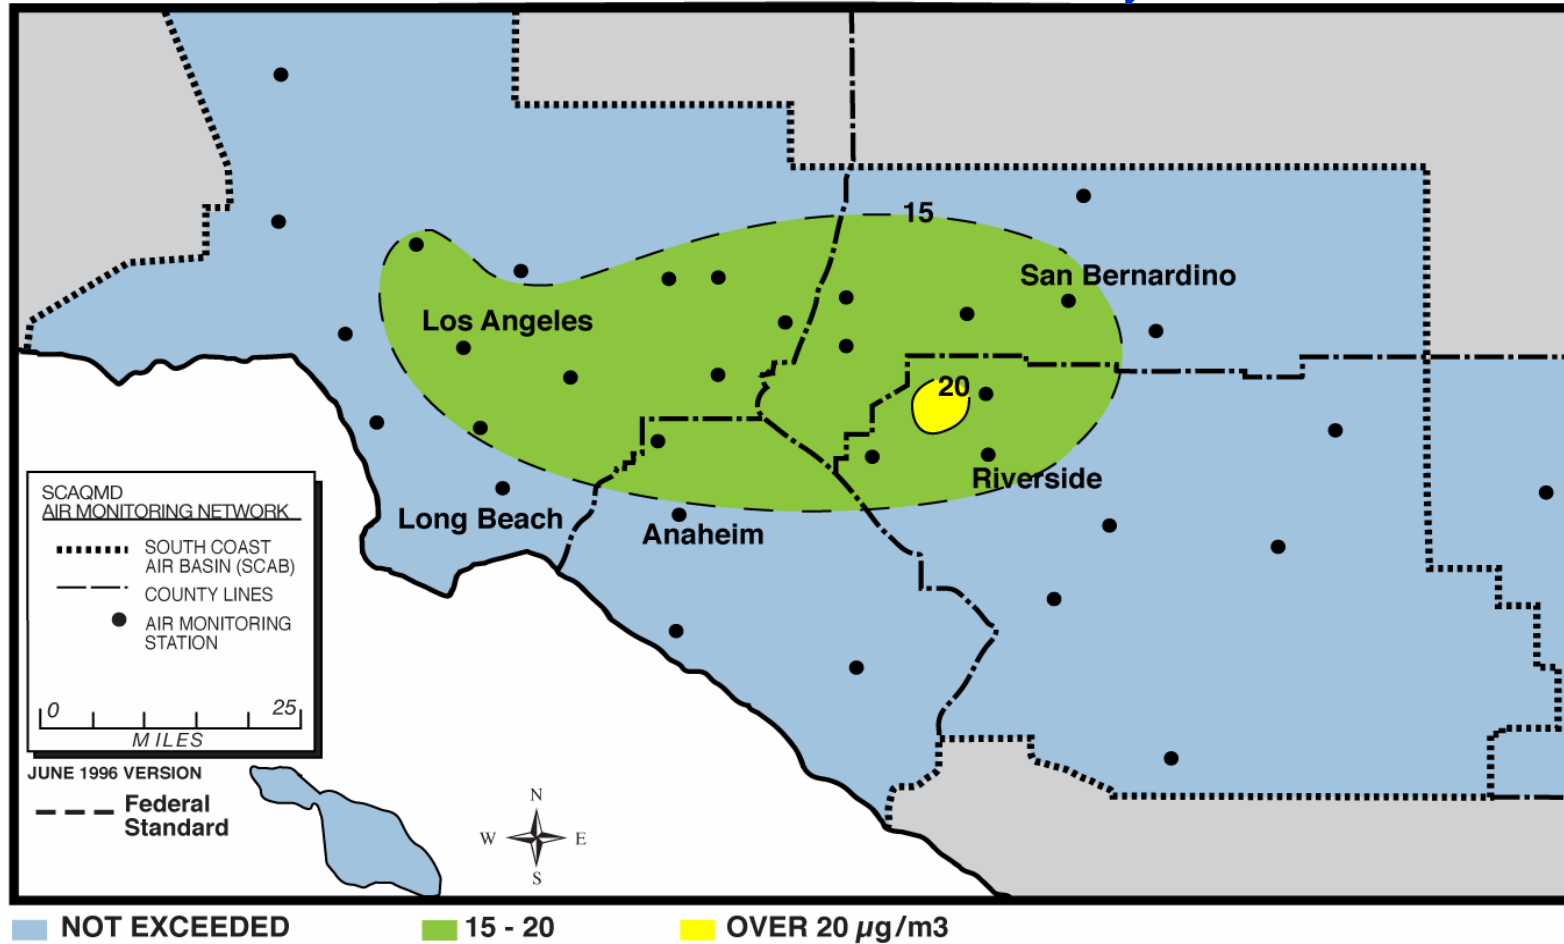 15
San Bernardino
Los Angeles
20
Riverside
Long Beach
Anaheim
SCAQMD
AIR MONITORING NETWORK
SOUTH COAST
AIR BASIN (SCAB)
COUNTY LINES
AIR MONITORING
STATION
0 25
MILES
JUNE 1996 VERSION
Federal
Standard
N
W E
S
NOT EXCEEDED 15 - 20 OVER 20 µg/m3